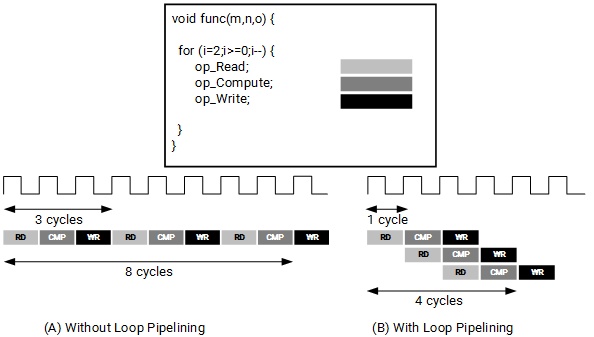 void func(m,n,o) {
for (i=2;i>=0;i--) {
op_Read;
op_Compute;
op_Write;
}
}
3 cycles
RD CMP WR RD CMP WR RD CMP WR
8 cycles
(A) Without Loop Pipelining
1 cycle
RD CMP WR
RD CMP WR
RD CMP WR
4 cycles
(B) With Loop Pipelining